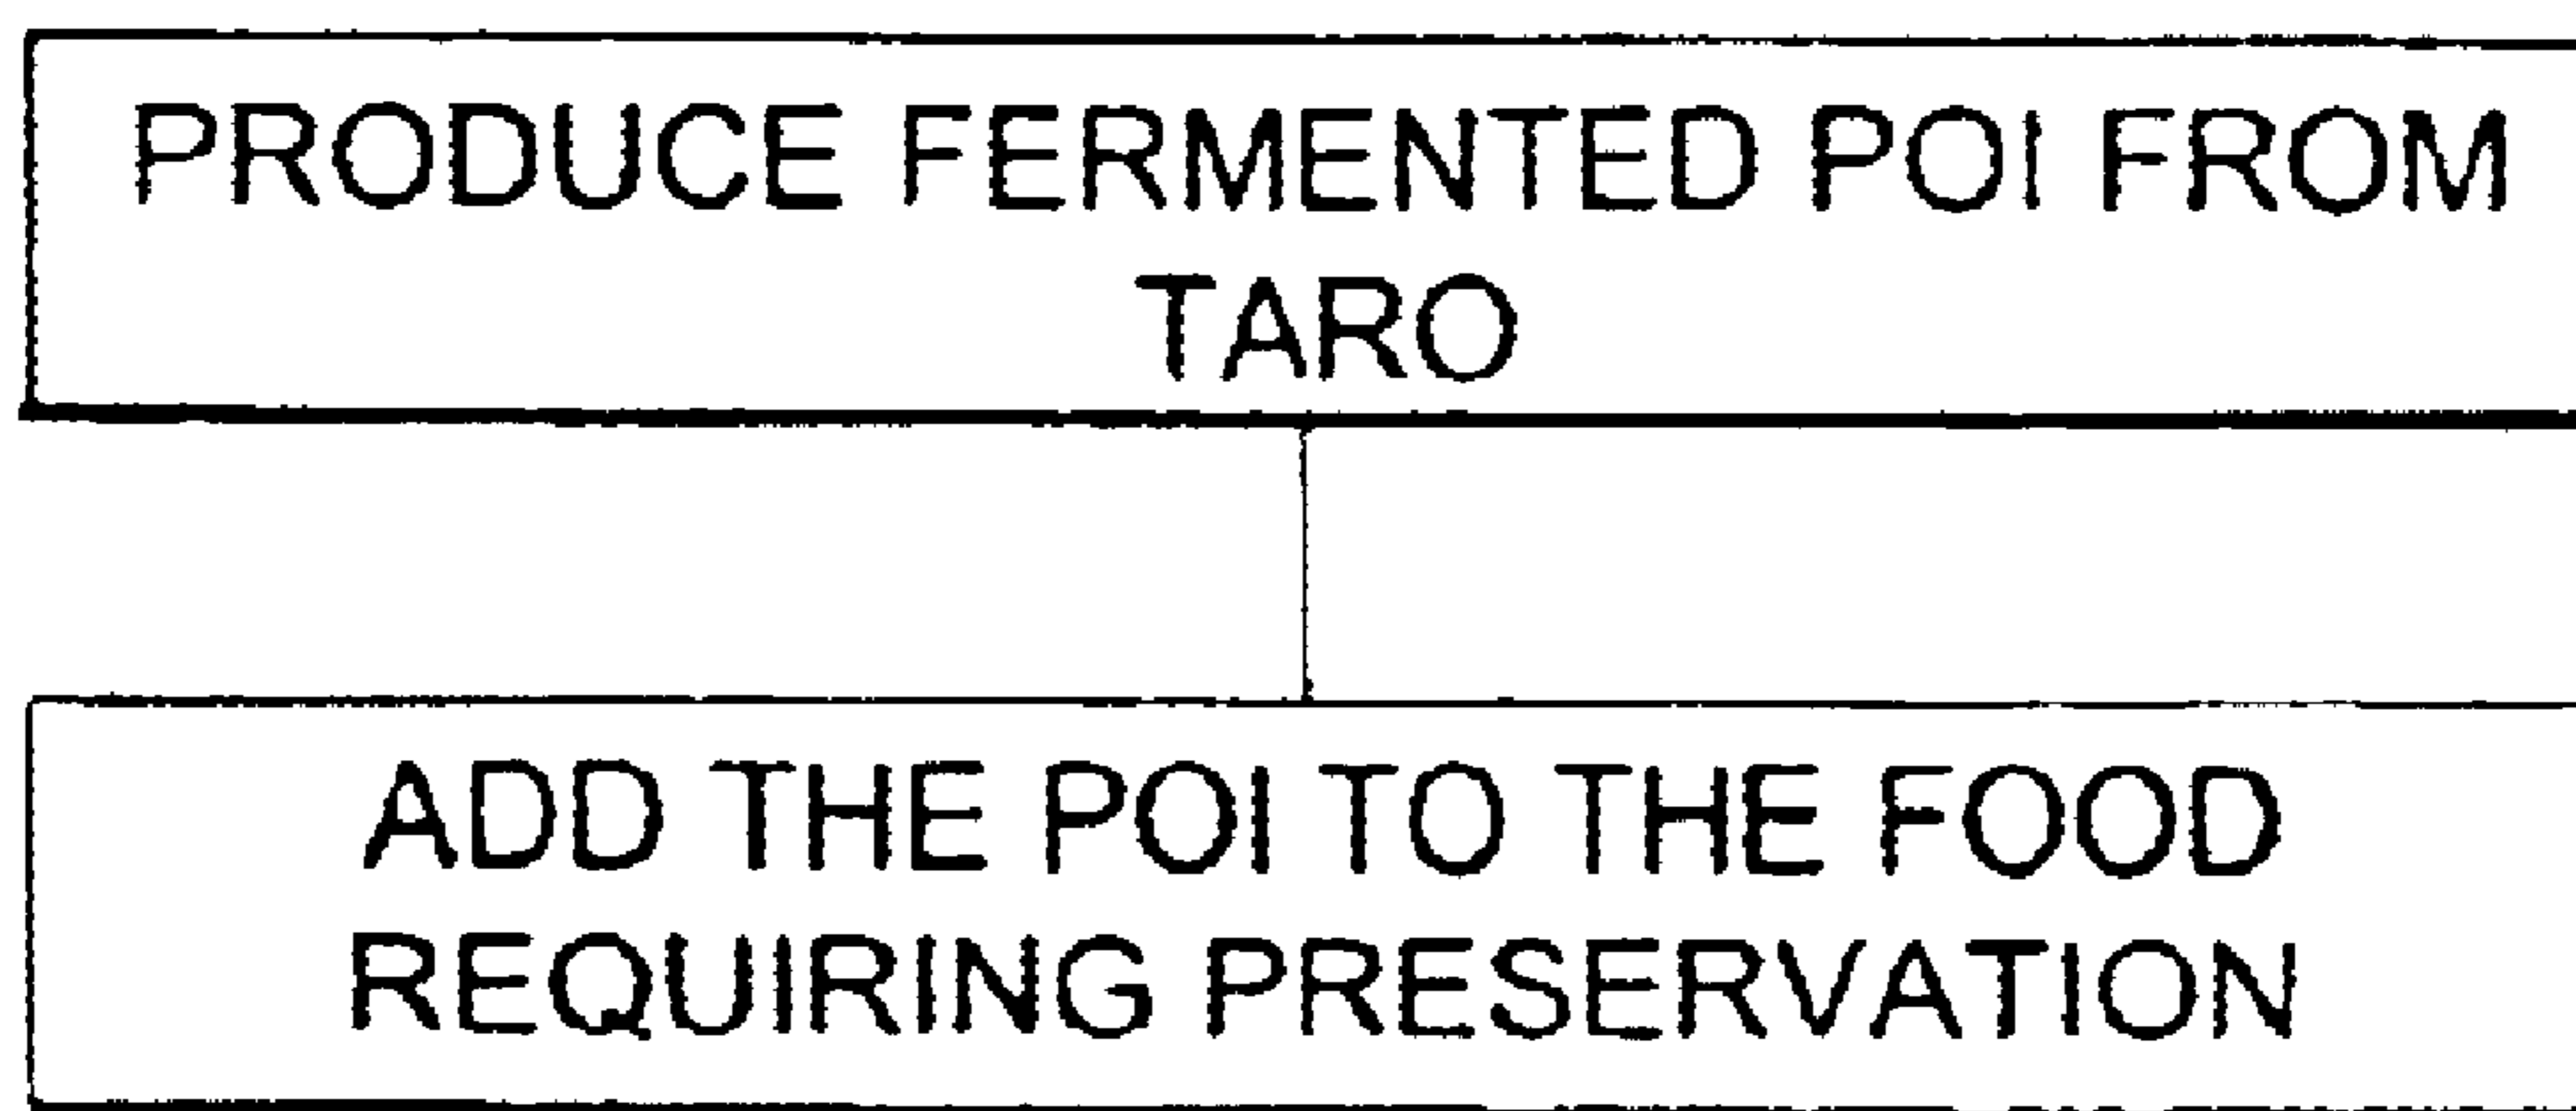 PRODUCE FERMENTED POI FROM
TARO
ADD THE POI TO THE FOOD
REQUIRING PRESERVATION